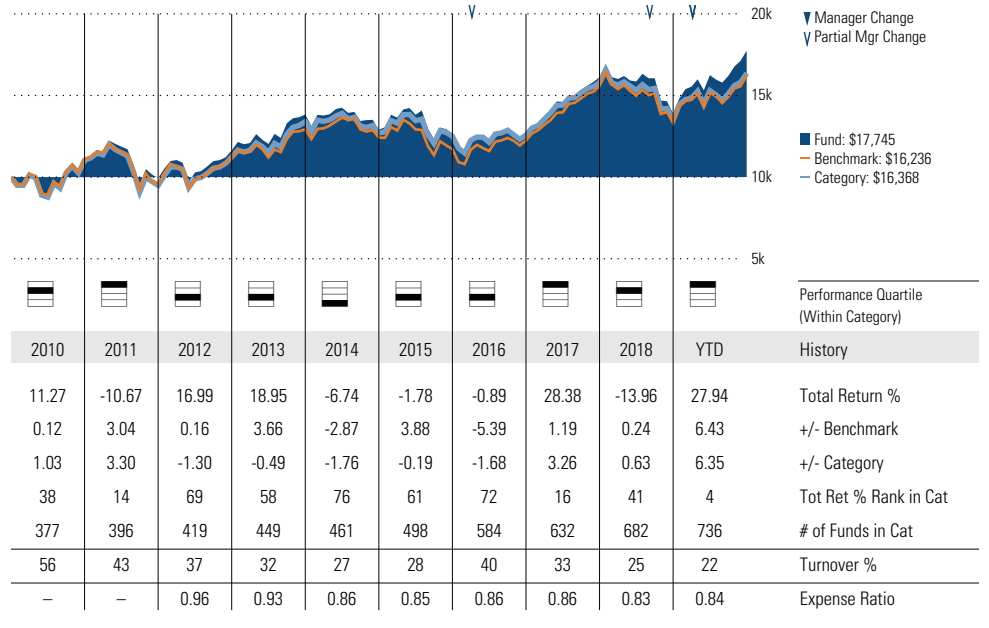 20k
15k
10k
5k
Manager Change
Partial Mgr Change
Fund: $17,745
Benchmark: $16,236
Category: $16,368
Performance Quartile
(Within Category)
2010 2011 2012 2013 2014 2015 2016 2017 2018 YTD History
11.27 -10.67 16.99 18.95 -6.74 -1.78 -0.89 28.38 -13.96 27.94 Total Return %
0.12 3.04 0.16 3.66 -2.87 3.88 -5.39 1.19 0.24 6.43 +/- Benchmark
1.03 3.30 -1.30 -0.49 -1.76 -0.19 -1.68 3.26 0.63 6.35 +/- Category
38 14 69 58 76 61 72 16 41 4 Tot Ret % Rank in Cat
377 396 419 449 461 498 584 632 682 736 # of Funds in Cat
56 43 37 32 27 28 40 33 25 22 Turnover %
– – 0.96 0.93 0.86 0.85 0.86 0.86 0.83 0.84 Expense Ratio